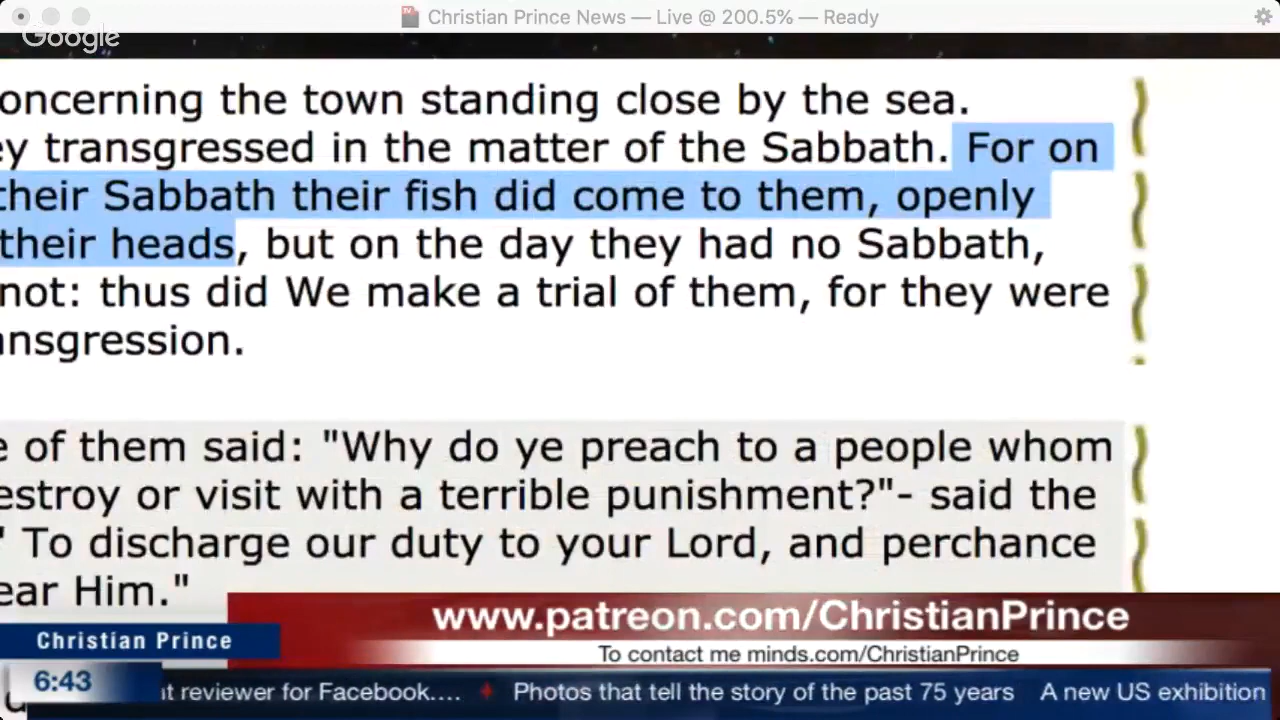 Christian Prince News — Live @ 200.5% — Ready
Google
oncerning the town standing close by the sea.
ey transgressed in the matter of the Sabbath. For on
their Sabbath their fish did come to them, openly
their heads, but on the day they had no Sabbath,
not: thus did We make a trial of them, for they were
ansgression.
e of them said: "Why do ye preach to a people whom
estroy or visit with a terrible punishment?"- said the
" To discharge our duty to your Lord, and perchance
ear Him."
www.patreon.com/ChristianPrince
Christian Prince
To contact me minds.com/ChristianPrince
6:43
t reviewer for Facebook.... Photos that tell the story of the past 75 years A new US exhibition